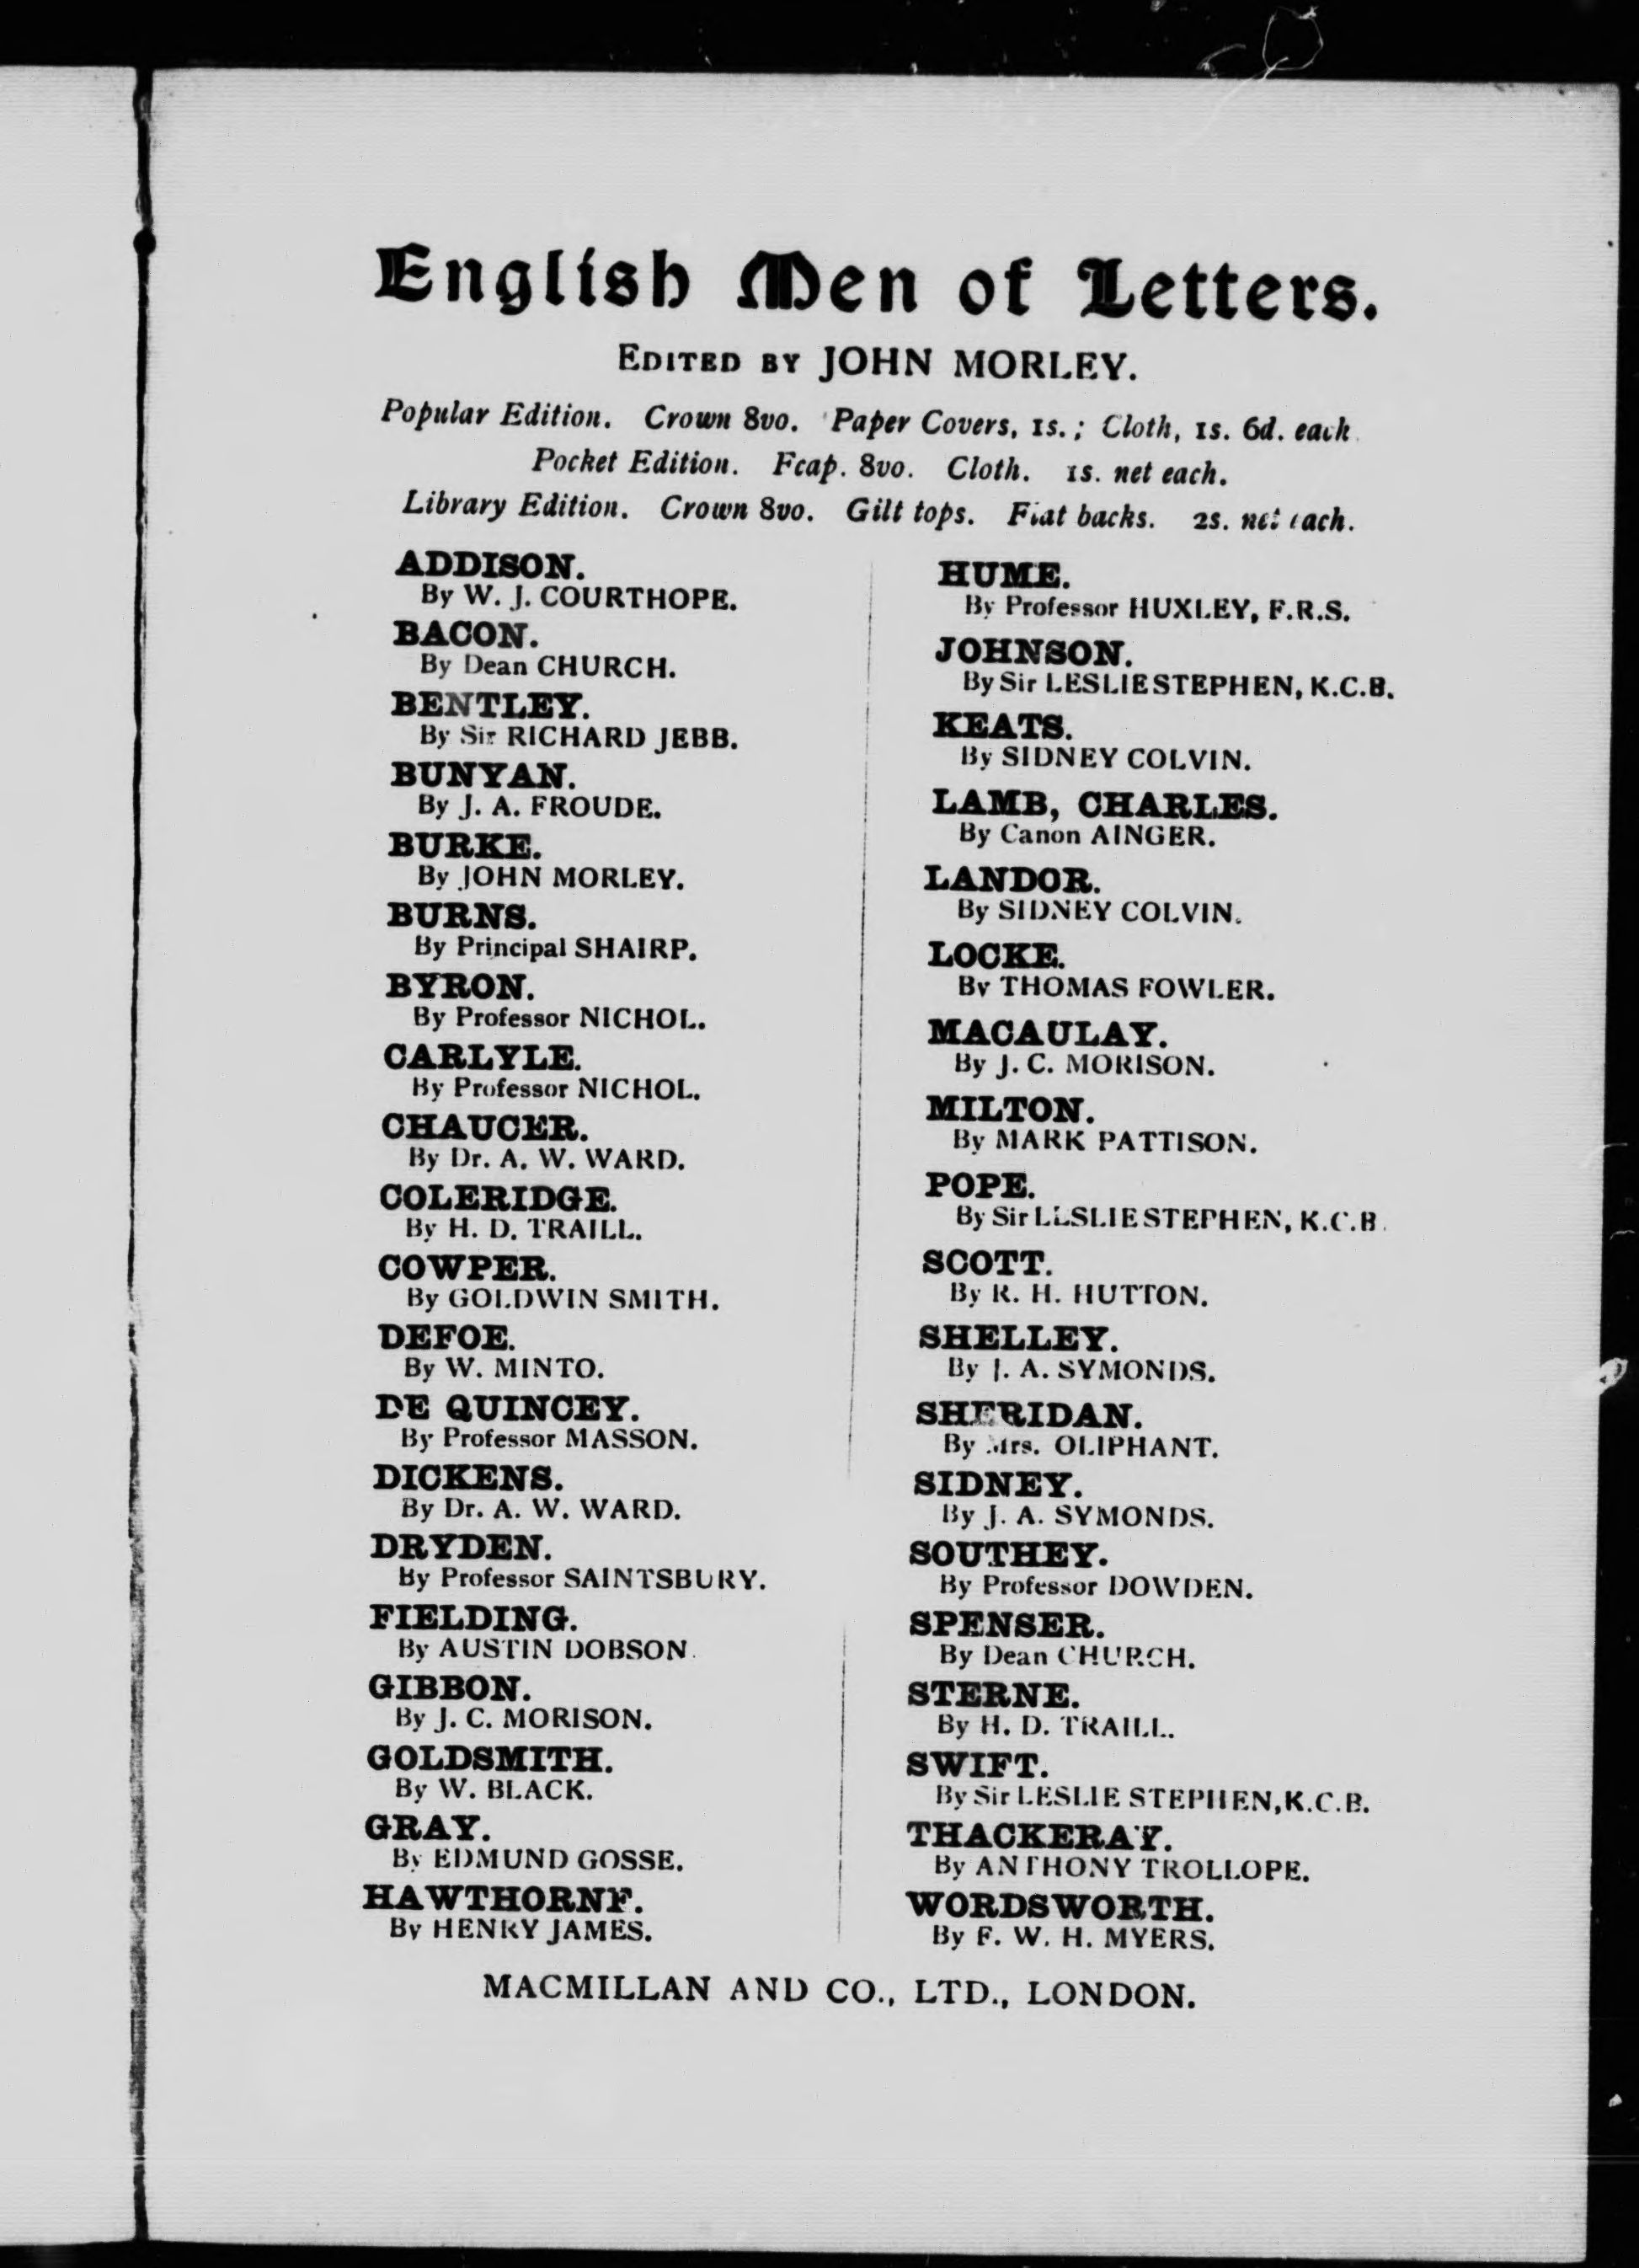 English Men of Letters.
EDITED BY JOHN MORLEY.
Popular Edition. Crown 8vo. Paper Covers, 1s.; Cloth, 1s. 6d. each
Pocket Edition. Fcap. 8vo. Cloth. 1s. net each.
Library Edition. Crown 8vo. Gilt tops. Flat backs. 2s. net each.
ADDISON.
By W. J. COURTHOPE.
BACON.
By Dean CHURCH.
BENTLEY.
By Sir RICHARD JEBB.
BUNYAN.
By J. A. FROUDE.
BURKE.
By JOHN MORLEY.
BURNS.
By Principal SHAIRP.
BYRON.
By Professor NICHOL.
CARLYLE.
By Professor NICHOL.
CHAUCER.
By Dr. A. W. WARD.
COLERIDGE.
By H. D. TRAILL.
COWPER.
By GOLDWIN SMITH.
DEFOE.
By W. MINTO.
DE QUINCEY.
By Professor MASSON.
DICKENS.
By Dr. A. W. WARD.
DRYDEN.
By Professor SAINTSBURY.
FIELDING.
By AUSTIN DOBSON.
GIBBON.
By J. C. MORISON.
GOLDSMITH.
By W. BLACK.
GRAY.
By EDMUND GOSSE.
HAWTHORNE.
By HENRY JAMES.
HUME.
By Professor HUXLEY, F.R.S.
JOHNSON.
By Sir LESLIE STEPHEN, K.C.B.
KEATS.
By SIDNEY COLVIN.
LAMB, CHARLES.
By Canon AINGER.
LANDOR.
By SIDNEY COLVIN.
LOCKE.
By THOMAS FOWLER.
MACAULAY.
By J. C. MORISON.
MILTON.
By MARK PATTISON.
POPE.
By Sir LESLIE STEPHEN, K.C.B.
SCOTT.
By R. H. HUTTON.
SHELLEY.
By J. A. SYMONDS.
SHERIDAN.
By Mrs. OLIPHANT.
SIDNEY.
By J. A. SYMONDS.
SOUTHEY.
By Professor DOWDEN.
SPENSER.
By Dean CHURCH.
STERNE.
By H. D. TRAILL.
SWIFT.
By Sir LESLIE STEPHEN, K.C.B.
THACKERAY.
By ANTHONY TROLLOPE.
WORDSWORTH.
By F. W. H. MYERS.
MACMILLAN AND CO., LTD., LONDON.